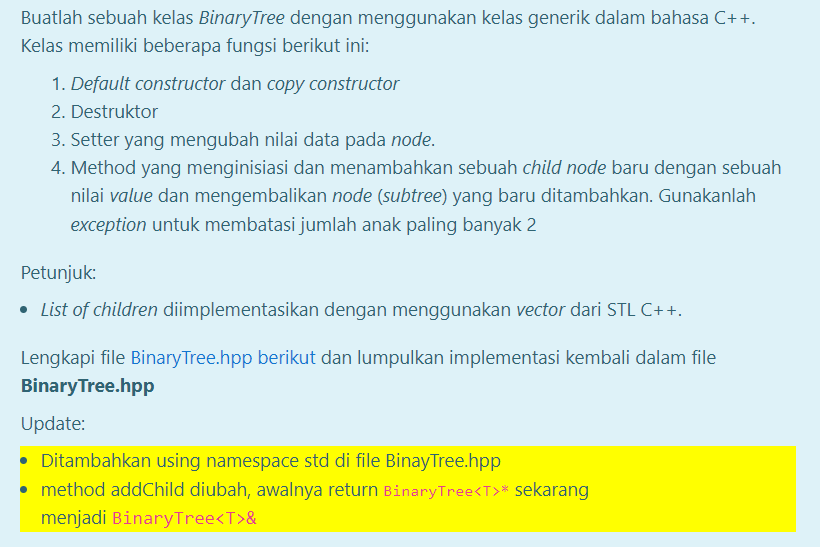 Buatlah sebuah kelas BinaryTree dengan menggunakan kelas generik dalam bahasa C++.
Kelas memiliki beberapa fungsi berikut ini:
1. Default constructor dan copy constructor
2. Destruktor
3. Setter yang mengubah nilai data pada node.
4. Method yang menginisiasi dan menambahkan sebuah child node baru dengan sebuah
nilai value dan mengembalikan node (subtree) yang baru ditambahkan. Gunakanlah
exception untuk membatasi jumlah anak paling banyak 2
Petunjuk:
• List of children diimplementasikan dengan menggunakan vector dari STL C++.
Lengkapi file BinaryTree.hpp berikut dan lumpulkan implementasi kembali dalam file
BinaryTree.hpp
Update:
• Ditambahkan using namespace std di file BinayTree.hpp
• method addChild diubah, awalnya return BinaryTree<T>* sekarang
menjadi BinaryTree<T>&